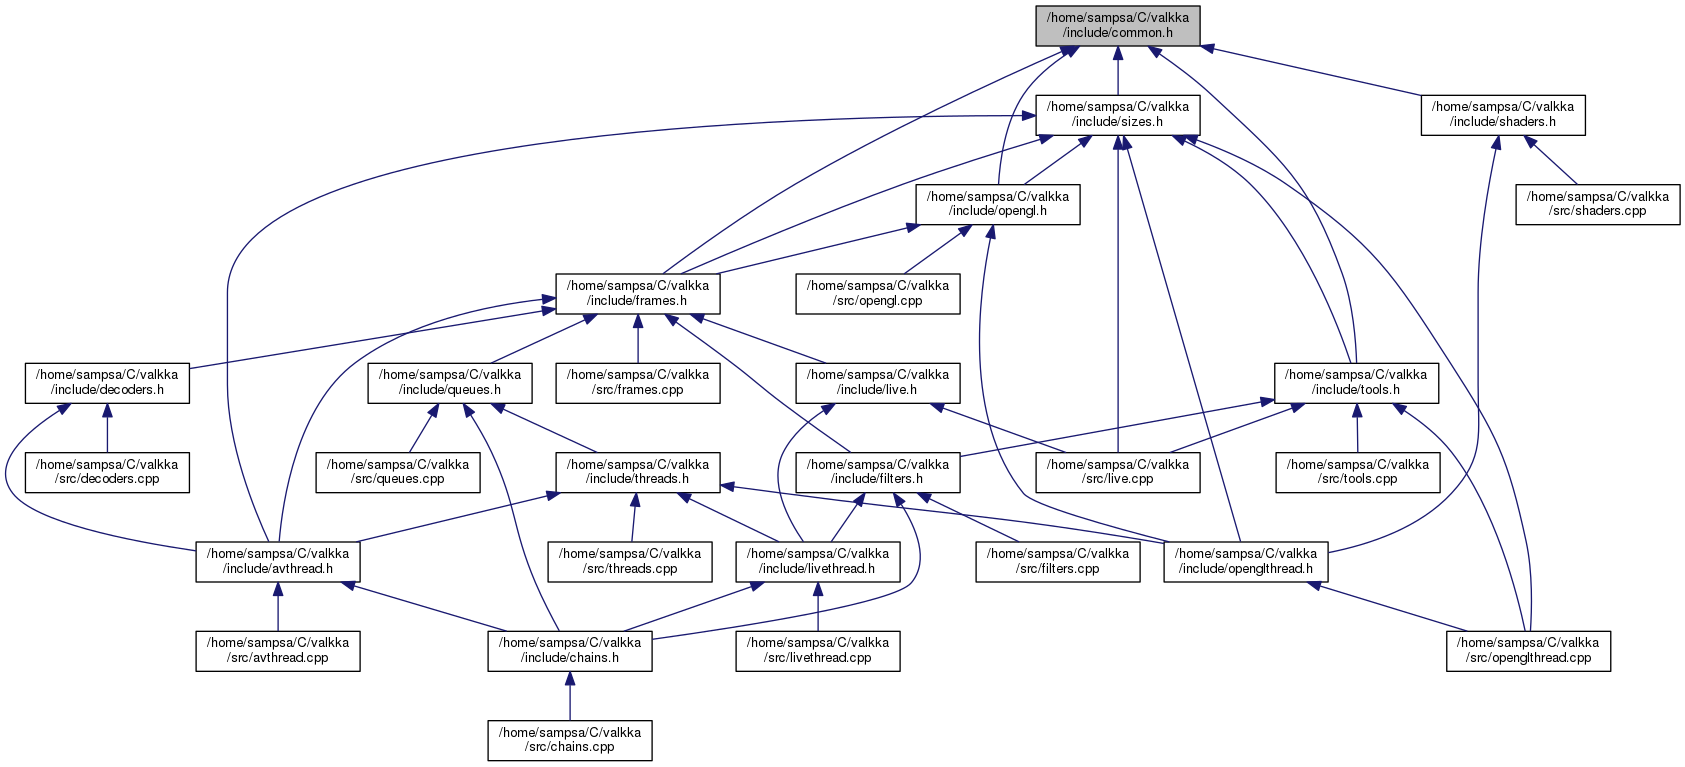 /home/sampsa/C/valkka
/include/common.h
/home/sampsa/C/valkka
/include/sizes.h
/home/sampsa/C/valkka
/include/shaders.h
/home/sampsa/C/valkka
/include/opengl.h
/home/sampsa/C/valkka
/src/shaders.cpp
/home/sampsa/C/valkka
/include/frames.h
/home/sampsa/C/valkka
/src/opengl.cpp
/home/sampsa/C/valkka
/include/decoders.h
/home/sampsa/C/valkka
/include/queues.h
/home/sampsa/C/valkka
/src/frames.cpp
/home/sampsa/C/valkka
/include/live.h
/home/sampsa/C/valkka
/include/tools.h
/home/sampsa/C/valkka
/src/decoders.cpp
/home/sampsa/C/valkka
/src/queues.cpp
/home/sampsa/C/valkka
/include/threads.h
/home/sampsa/C/valkka
/include/filters.h
/home/sampsa/C/valkka
/src/live.cpp
/home/sampsa/C/valkka
/src/tools.cpp
/home/sampsa/C/valkka
/include/avthread.h
/home/sampsa/C/valkka
/src/threads.cpp
/home/sampsa/C/valkka
/include/livethread.h
/home/sampsa/C/valkka
/src/filters.cpp
/home/sampsa/C/valkka
/include/openglthread.h
/home/sampsa/C/valkka
/src/avthread.cpp
/home/sampsa/C/valkka
/include/chains.h
/home/sampsa/C/valkka
/src/livethread.cpp
/home/sampsa/C/valkka
/src/openglthread.cpp
/home/sampsa/C/valkka
/src/chains.cpp